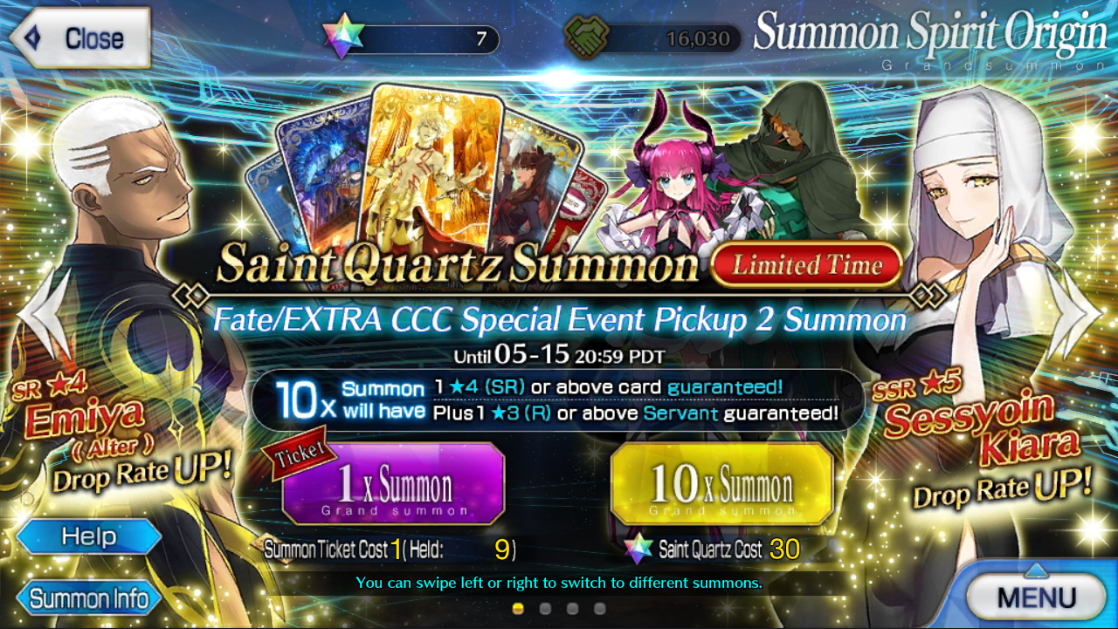 Close
7
16,030
Summon Spirit Origin
Grandsummon
Saint Quartz Summon
Limited Time
Fate/EXTRA CCC Special Event Pickup 2 Summon
Until 05-15 20:59 PDT
10x Summon will have
1 ★4 (SR) or above card guaranteed!
Plus 1 ★3 (R) or above Servant guaranteed!
SR ★4
Emiya
(Alter)
Drop Rate UP!
SSR ★5
Sessyoin
Kiara
Drop Rate UP!
Ticket
1 x Summon
Grand summon
10 x Summon
Grand summon
Summon Ticket Cost 1 (Held: 9)
Saint Quartz Cost 30
Help
You can swipe left or right to switch to different summons.
Summon Info
MENU